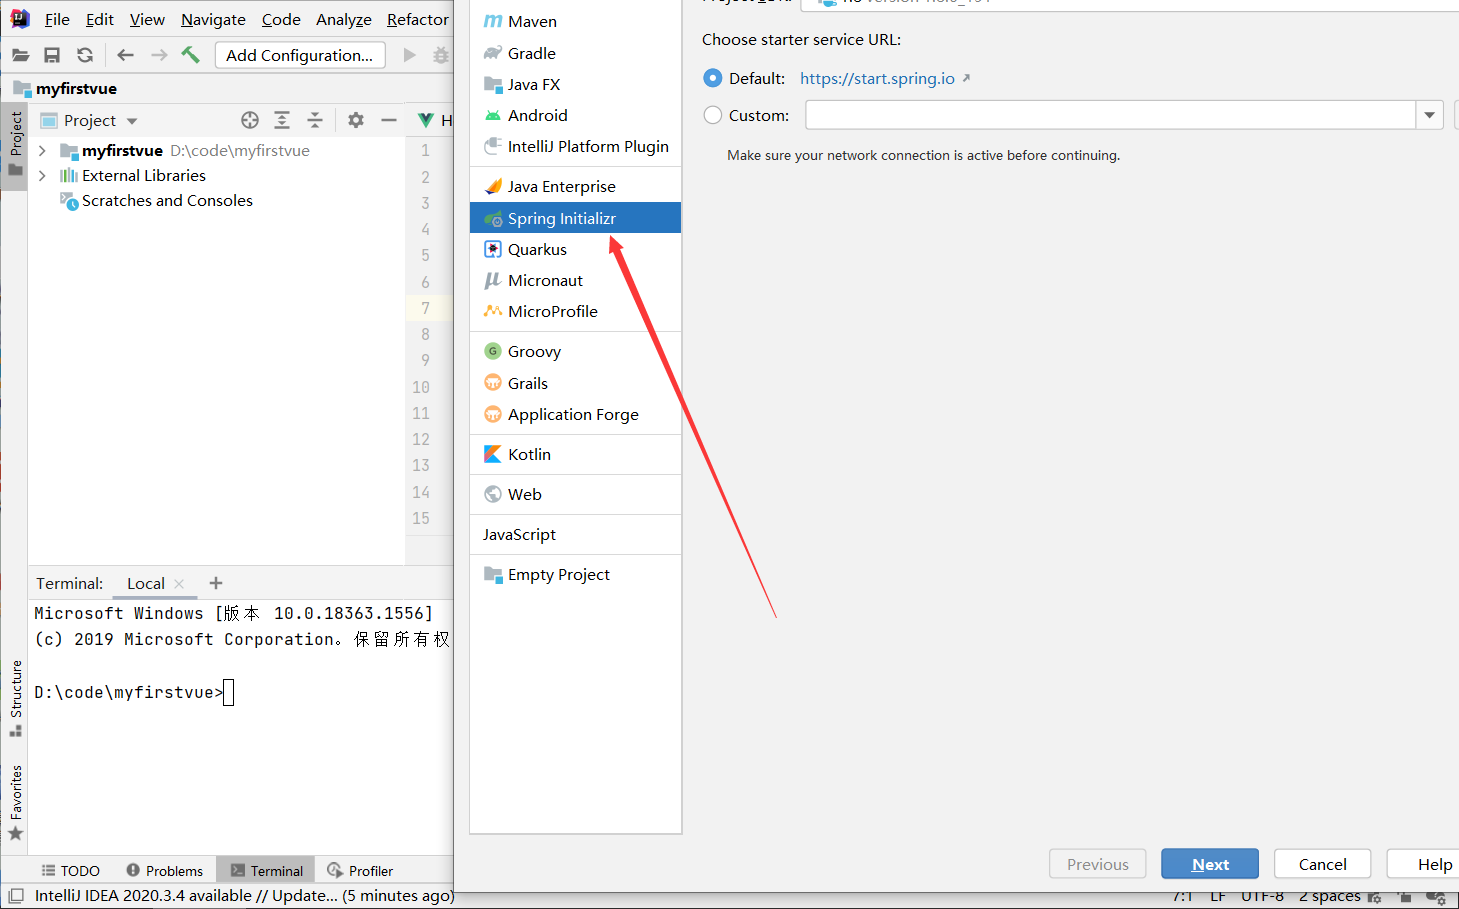 File Edit View Navigate Code Analyze Refactor
Add Configuration...
myfirstvue
Project
Project
myfirstvue D:\code\myfirstvue
External Libraries
Scratches and Consoles
H
1
2
3
4
5
6
7
8
9
10
11
12
13
14
15
Terminal: Local
Microsoft Windows [版本 10.0.18363.1556]
(c) 2019 Microsoft Corporation。保留所有权
D:\code\myfirstvue>
Structure
Favorites
TODO Problems Terminal Profiler
IntelliJ IDEA 2020.3.4 available // Update... (5 minutes ago)
7:1 LF UTF-8 2 spaces
Maven
Gradle
Java FX
Android
IntelliJ Platform Plugin
Java Enterprise
Spring Initializr
Quarkus
Micronaut
MicroProfile
Groovy
Grails
Application Forge
Kotlin
Web
JavaScript
Empty Project
Choose starter service URL:
Default: https://start.spring.io
Custom:
Make sure your network connection is active before continuing.
Previous Next Cancel Help